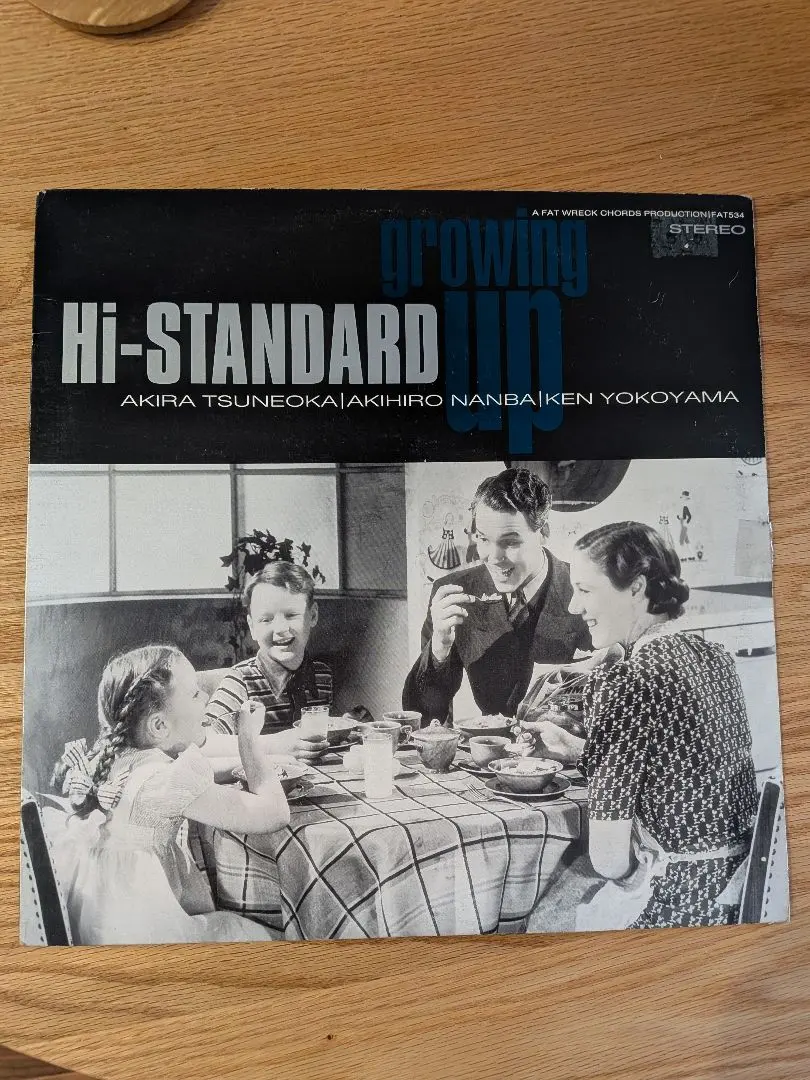 A FAT WRECK CHORDS PRODUCTION|FAT534
STEREO
growing
up
Hi-STANDARD
AKIRA TSUNEOKA|AKIHIRO NANBA|KEN YOKOYAMA